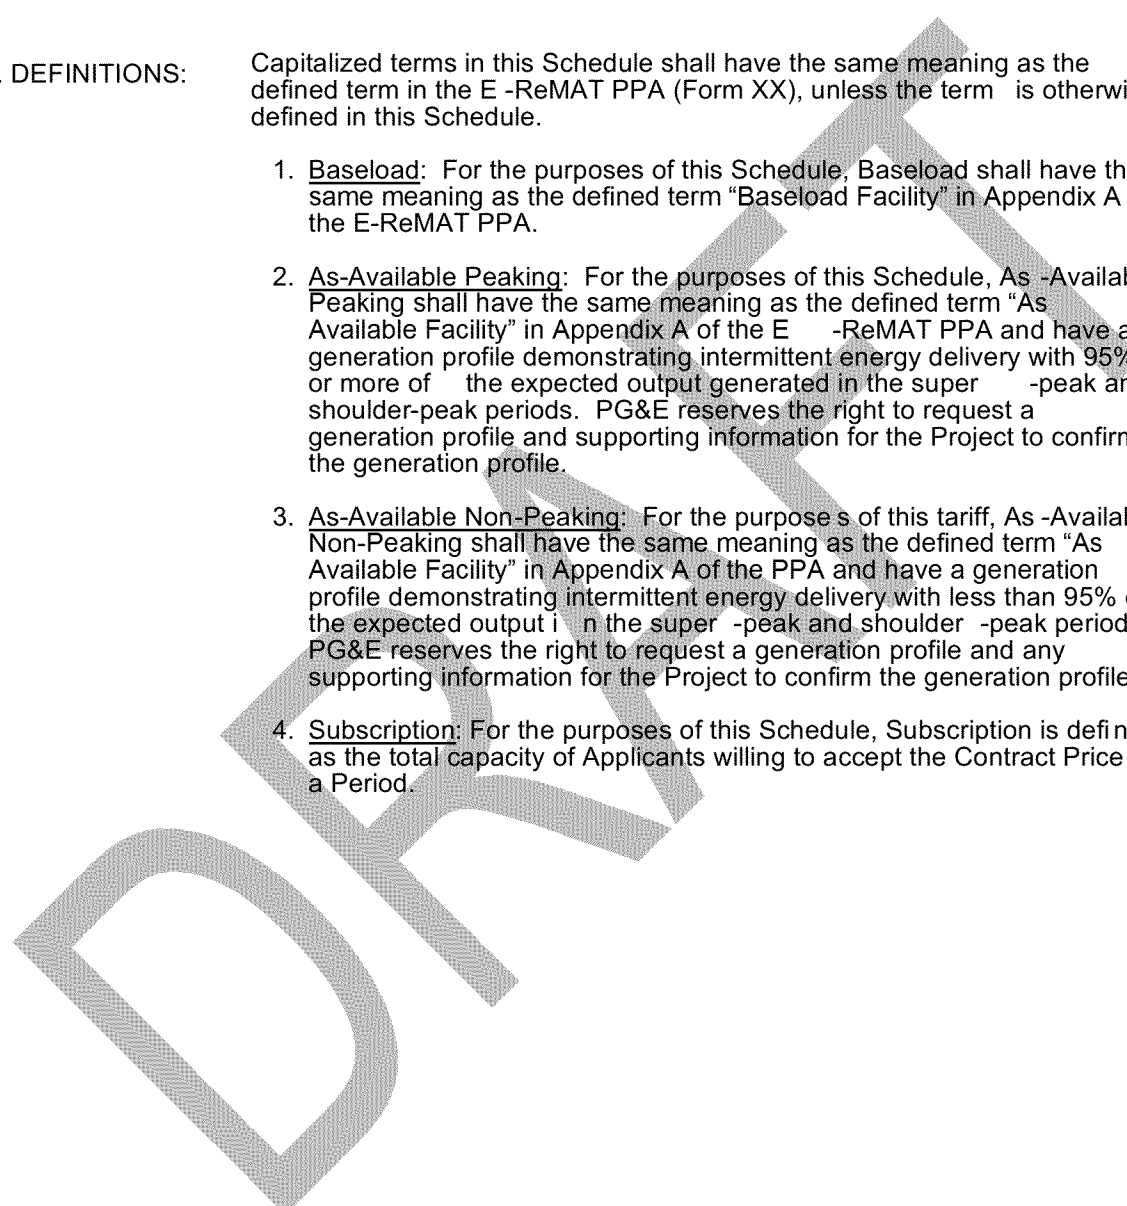 . DEFINITIONS:
Capitalized terms in this Schedule shall have the same meaning as the
defined term in the E -ReMAT PPA (Form XX), unless the term is otherwi
defined in this Schedule.
1. Baseload: For the purposes of this Schedule, Baseload shall have th
same meaning as the defined term “Baseload Facility” in Appendix A
the E-ReMAT PPA.
2. As-Available Peaking: For the purposes of this Schedule, As -Availab
Peaking shall have the same meaning as the defined term “As
Available Facility” in Appendix A of the E -ReMAT PPA and have a
generation profile demonstrating intermittent energy delivery with 95%
or more of the expected output generated in the super -peak an
shoulder-peak periods. PG&E reserves the right to request a
generation profile and supporting information for the Project to confirm
the generation profile.
3. As-Available Non-Peaking: For the purpose s of this tariff, As -Availab
Non-Peaking shall have the same meaning as the defined term “As
Available Facility” in Appendix A of the PPA and have a generation
profile demonstrating intermittent energy delivery with less than 95%
the expected output i n the super -peak and shoulder -peak period
PG&E reserves the right to request a generation profile and any
supporting information for the Project to confirm the generation profile
4. Subscription: For the purposes of this Schedule, Subscription is defin
as the total capacity of Applicants willing to accept the Contract Price
a Period.
DRAFT